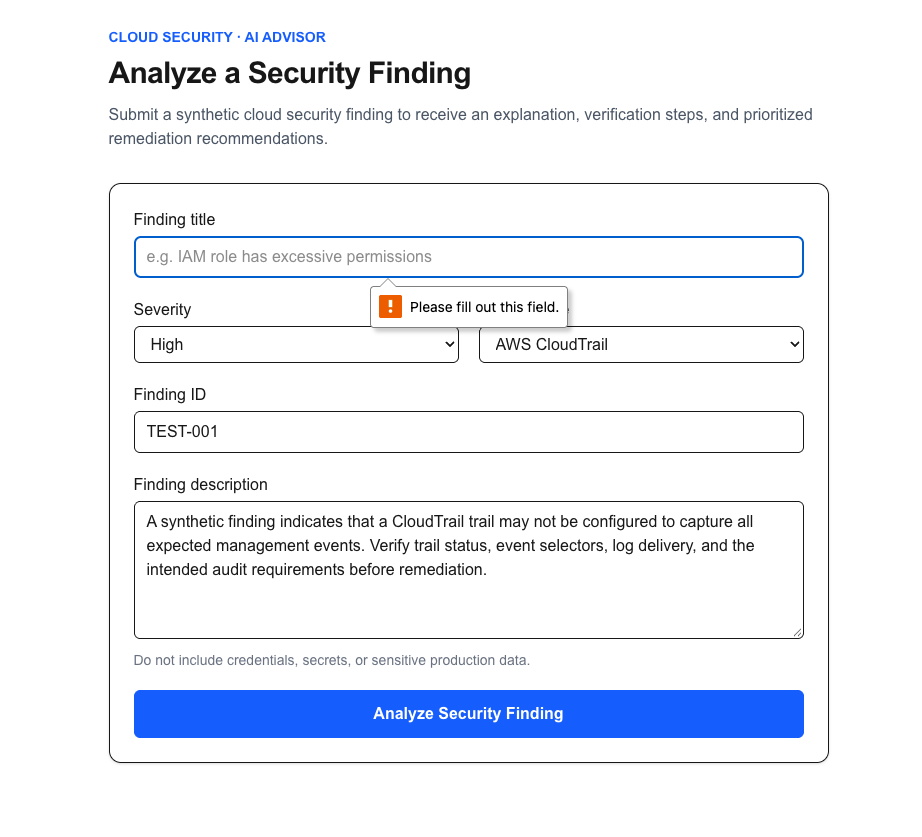 CLOUD SECURITY · AI ADVISOR
Analyze a Security Finding
Submit a synthetic cloud security finding to receive an explanation, verification steps, and prioritized
remediation recommendations.
Finding title
e.g. IAM role has excessive permissions
Please fill out this field.
Severity
High
AWS CloudTrail
Finding ID
TEST-001
Finding description
A synthetic finding indicates that a CloudTrail trail may not be configured to capture all
expected management events. Verify trail status, event selectors, log delivery, and the
intended audit requirements before remediation.
Do not include credentials, secrets, or sensitive production data.
Analyze Security Finding